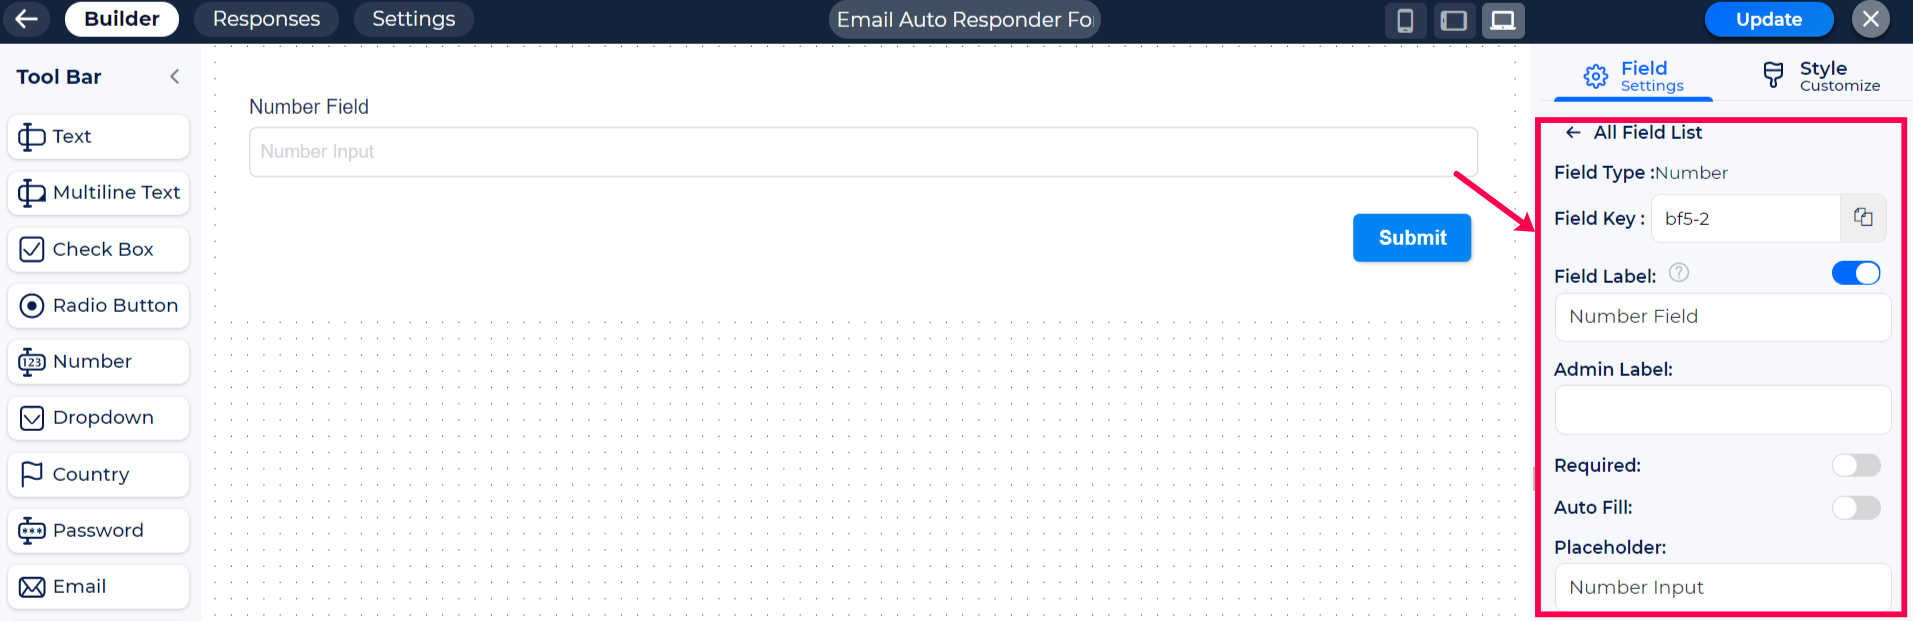 Builder Responses Settings Email Auto Responder Fo Update
Tool Bar
Text
Multiline Text
Check Box
Radio Button
Number
Dropdown
Country
Password
Email
Number Field
Number Input
Submit
Field
Settings
Style
Customize
All Field List
Field Type :Number
Field Key : bf5-2
Field Label: ?
Number Field
Admin Label:
Required:
Auto Fill:
Placeholder:
Number Input